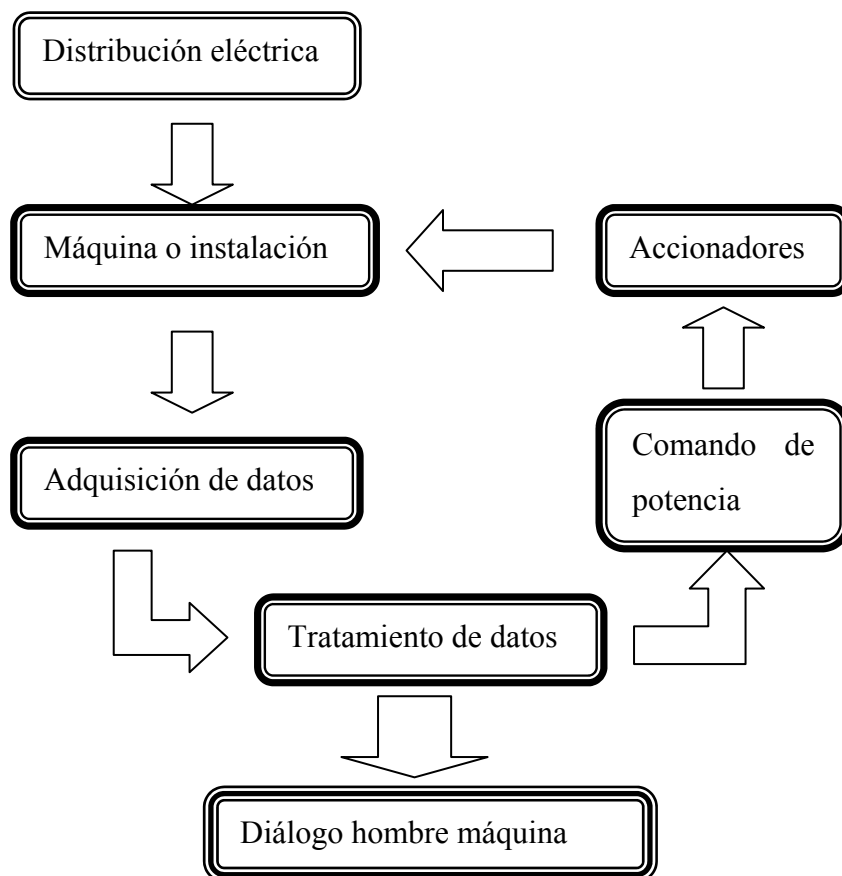 Distribución eléctrica
Máquina o instalación
Accionadores
Adquisición de datos
Comando de
potencia
Tratamiento de datos
Diálogo hombre máquina